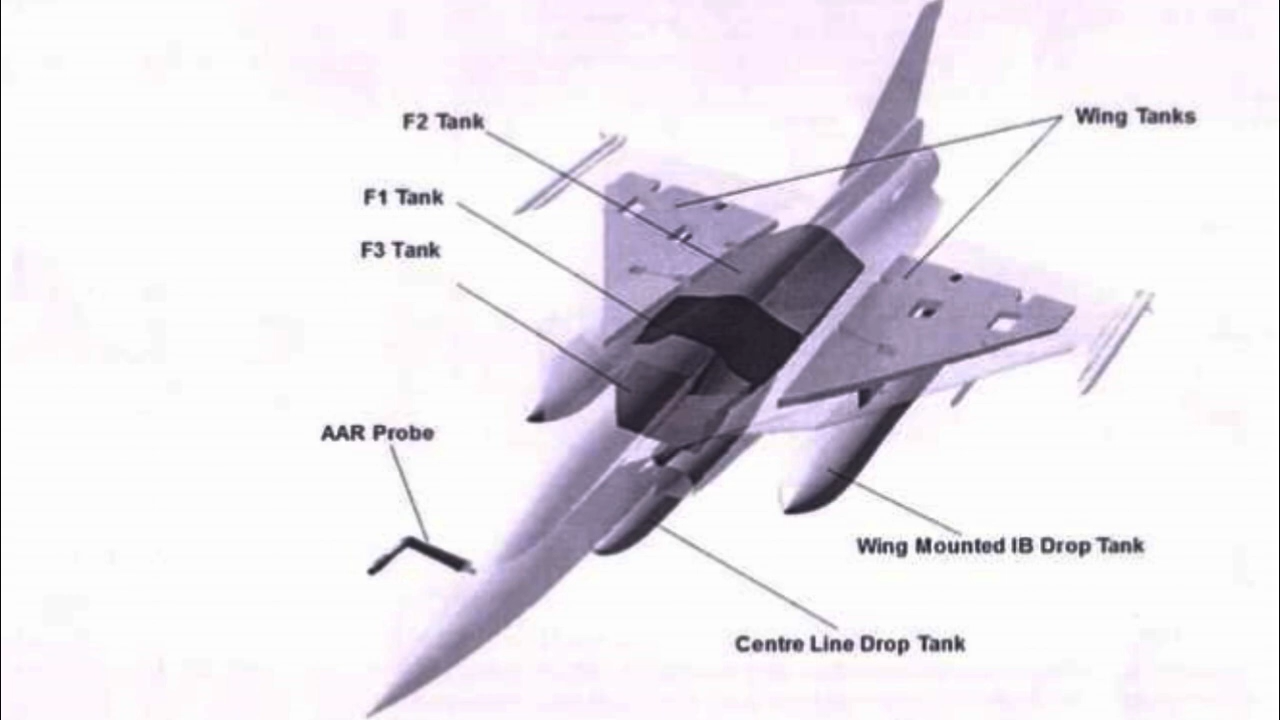 F2 Tank
Wing Tanks
F1 Tank
F3 Tank
AAR Probe
Wing Mounted IB Drop Tank
Centre Line Drop Tank